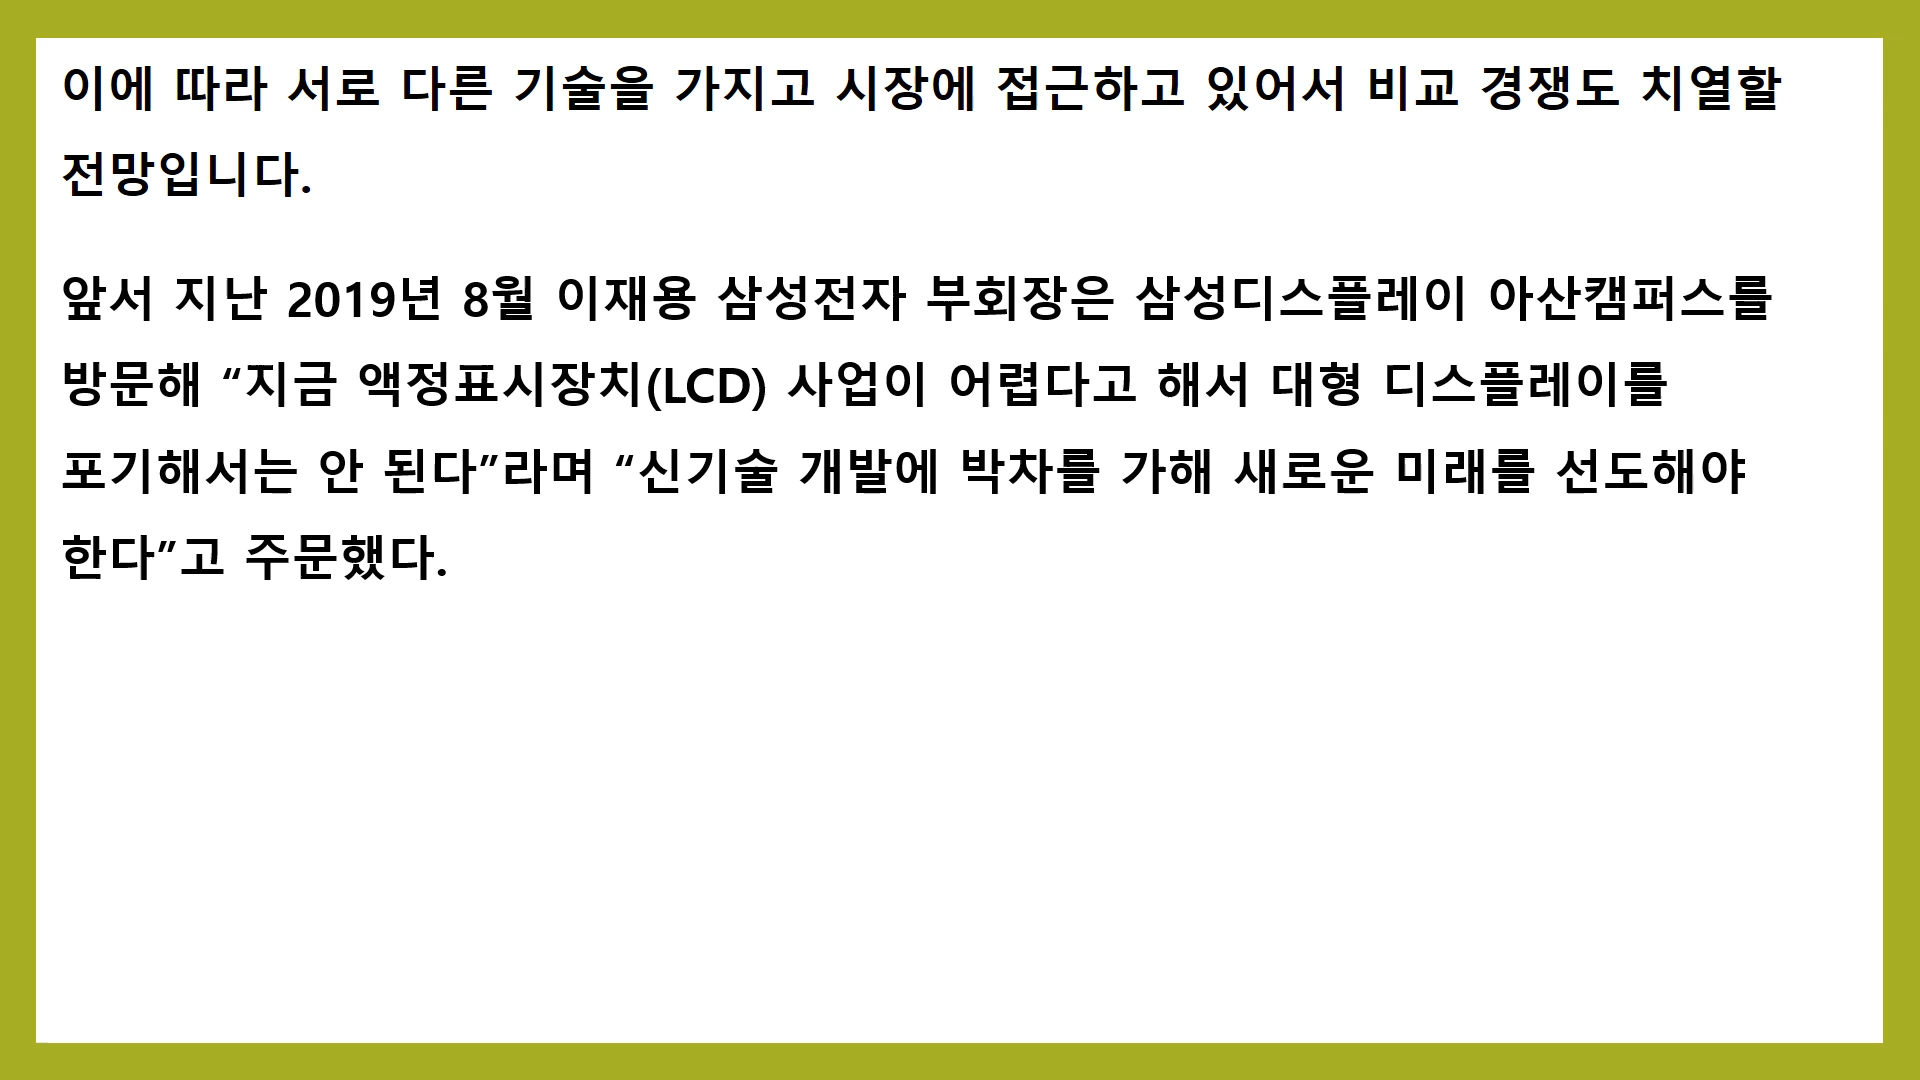 이에 따라 서로 다른 기술을 가지고 시장에 접근하고 있어서 비교 경쟁도 치열할
전망입니다.
앞서 지난 2019년 8월 이재용 삼성전자 부회장은 삼성디스플레이 아산캠퍼스를
방문해 “지금 액정표시장치(LCD) 사업이 어렵다고 해서 대형 디스플레이를
포기해서는 안 된다”라며 “신기술 개발에 박차를 가해 새로운 미래를 선도해야
한다”고 주문했다.